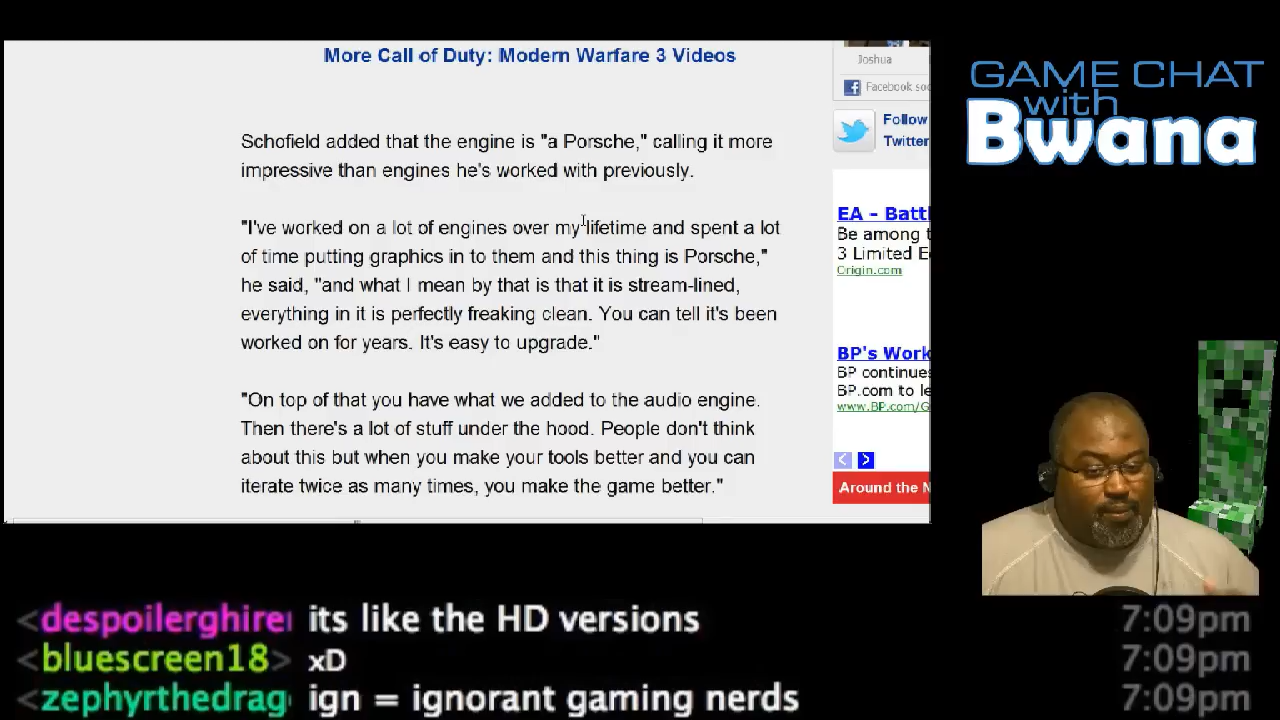 More Call of Duty: Modern Warfare 3 Videos
Schofield added that the engine is "a Porsche," calling it more
impressive than engines he's worked with previously.
"I've worked on a lot of engines over my lifetime and spent a lot
of time putting graphics in to them and this thing is Porsche,"
he said, "and what I mean by that is that it is stream-lined,
everything in it is perfectly freaking clean. You can tell it's been
worked on for years. It's easy to upgrade."
"On top of that you have what we added to the audio engine.
Then there's a lot of stuff under the hood. People don't think
about this but when you make your tools better and you can
iterate twice as many times, you make the game better."
Joshua
Facebook soc
Follow
Twitter
EA – Battl
Be among t
3 Limited E
Origin.com
BP's Work
BP continues
BP.com to le
www.BP.com/G
Around the N
GAME CHAT
with
Bwana
<despoilerghirer its like the HD versions 7:09pm
<bluescreen18> xD 7:09pm
<zephyrthedrag ign = ignorant gaming nerds 7:09pm